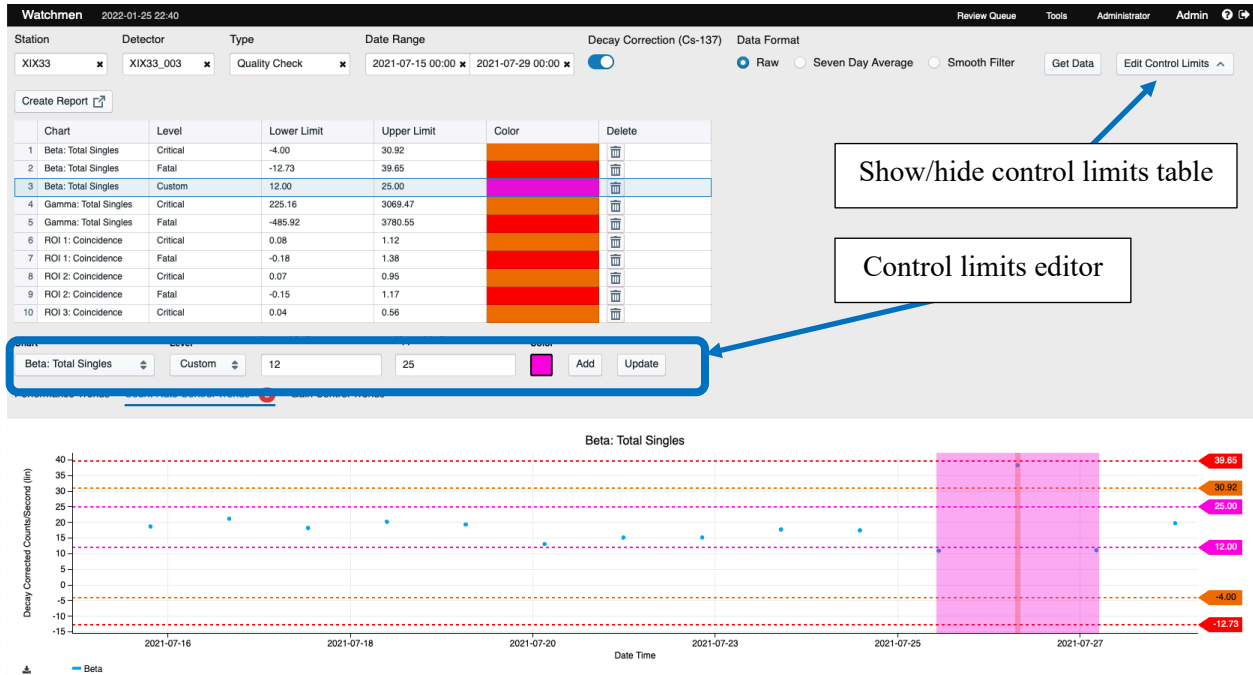 Watchmen 2022-01-25 22:40 Review Queue Tools Administrator Admin ?
Station Detector Type Date Range Decay Correction (Cs-137) Data Format
XIX33 × XIX33_003 × Quality Check × 2021-07-15 00:00 × 2021-07-29 00:00 × Raw Seven Day Average Smooth Filter Get Data Edit Control Limits
Create Report
Chart Level Lower Limit Upper Limit Color Delete
1 Beta: Total Singles Critical -4.00 30.92
2 Beta: Total Singles Fatal -12.73 39.65
3 Beta: Total Singles Custom 12.00 25.00
4 Gamma: Total Singles Critical 225.16 3069.47
5 Gamma: Total Singles Fatal -485.92 3780.55
6 ROI 1: Coincidence Critical 0.08 1.12
7 ROI 1: Coincidence Fatal -0.18 1.38
8 ROI 2: Coincidence Critical 0.07 0.95
9 ROI 2: Coincidence Fatal -0.15 1.17
10 ROI 3: Coincidence Critical 0.04 0.56
Show/hide control limits table
Control limits editor
Beta: Total Singles Custom 12 25 Add Update
Beta: Total Singles
Decay Corrected Counts/Second (lin)
40
35
30
25
20
15
10
5
0
-5
-10
-15
39.65
30.92
25.00
12.00
-4.00
-12.73
2021-07-16 2021-07-18 2021-07-20 2021-07-23 2021-07-25 2021-07-27
Date Time
Beta